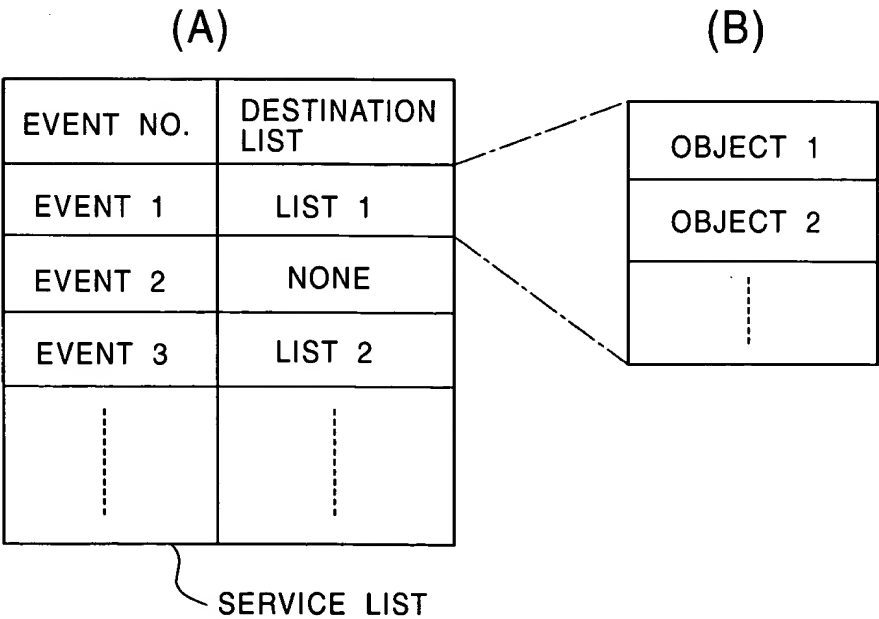 (A)
EVENT NO.
DESTINATION
LIST
EVENT 1
LIST 1
EVENT 2
NONE
EVENT 3
LIST 2
SERVICE LIST
(B)
OBJECT 1
OBJECT 2